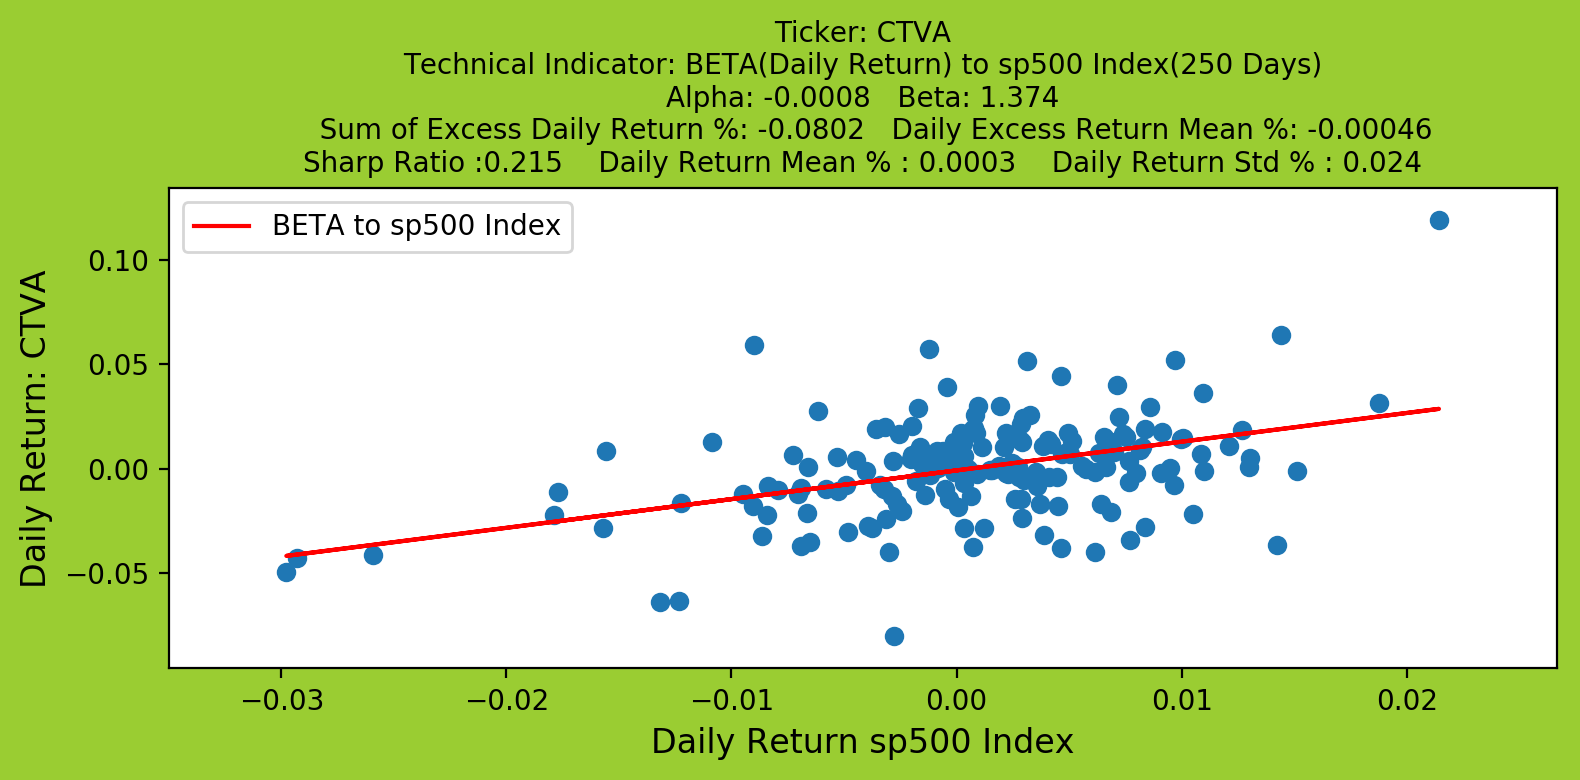 Ticker: CTVA
Technical Indicator: BETA(Daily Return) to sp500 Index(250 Days)
Alpha: -0.0008   Beta: 1.374
Sum of Excess Daily Return %: -0.0802   Daily Excess Return Mean %: -0.00046
Sharp Ratio :0.215    Daily Return Mean % : 0.0003    Daily Return Std % : 0.024
BETA to sp500 Index
Daily Return: CTVA
0.10
0.05
0.00
−0.05
−0.03 −0.02 −0.01 0.00 0.01 0.02
Daily Return sp500 Index